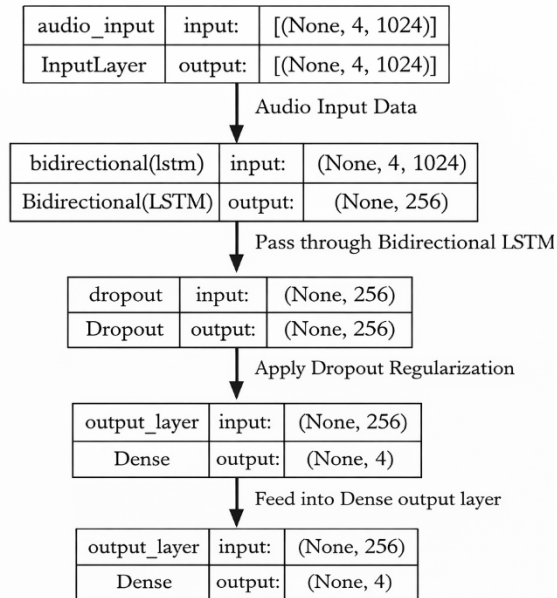 audio_input input: [(None, 4, 1024)]
InputLayer output: [(None, 4, 1024)]
Audio Input Data
bidirectional(lstm) input: (None, 4, 1024)
Bidirectional(LSTM) output: (None, 256)
Pass through Bidirectional LSTM
dropout input: (None, 256)
Dropout output: (None, 256)
Apply Dropout Regularization
output_layer input: (None, 256)
Dense output: (None, 4)
Feed into Dense output layer
output_layer input: (None, 256)
Dense output: (None, 4)